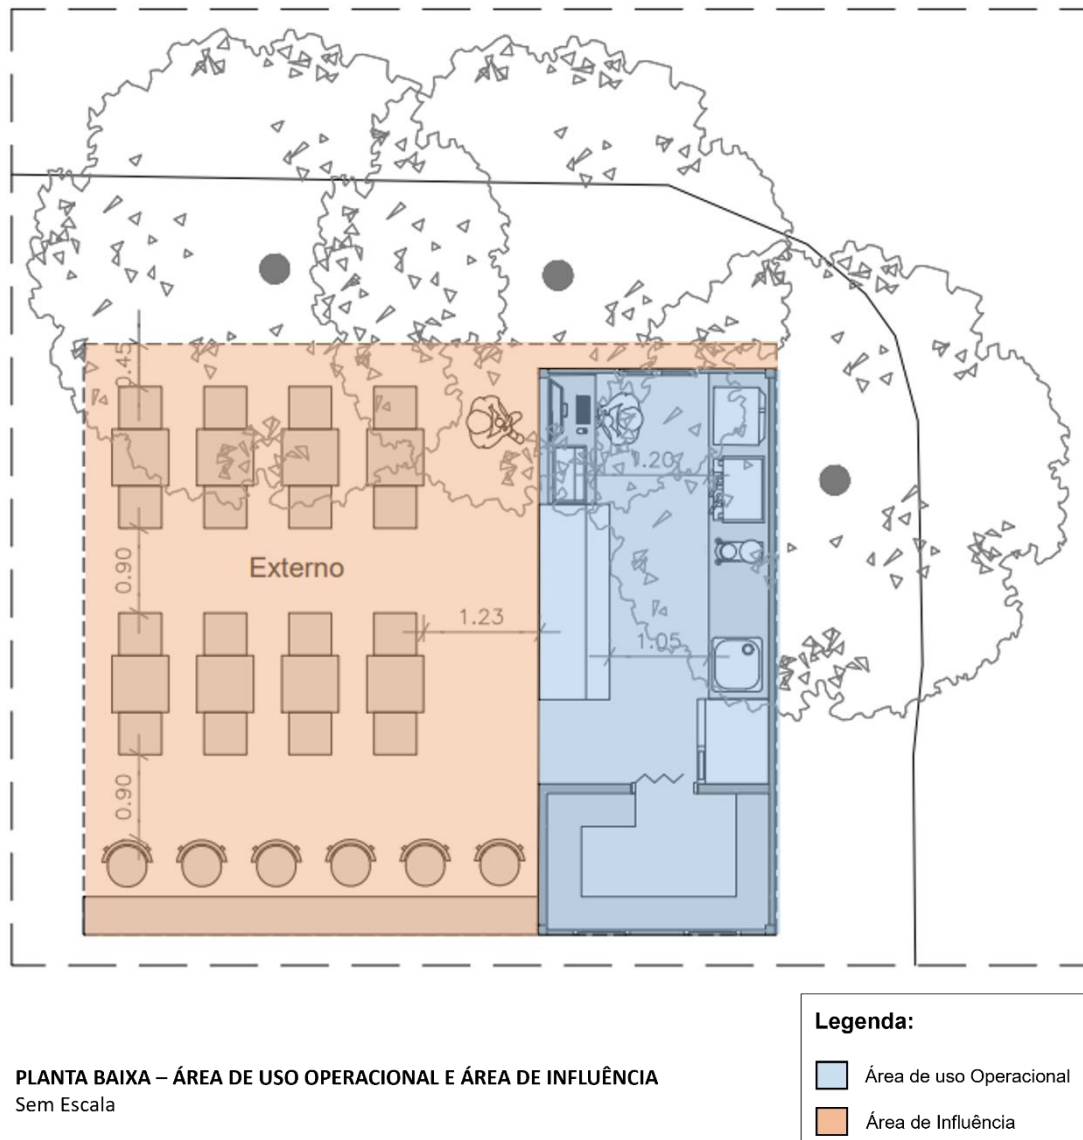 0.45
1.20
0.90
Externo
1.23
1.05
0.90
Legenda:
PLANTA BAIXA – ÁREA DE USO OPERACIONAL E ÁREA DE INFLUÊNCIA
Sem Escala
Área de uso Operacional
Área de Influência